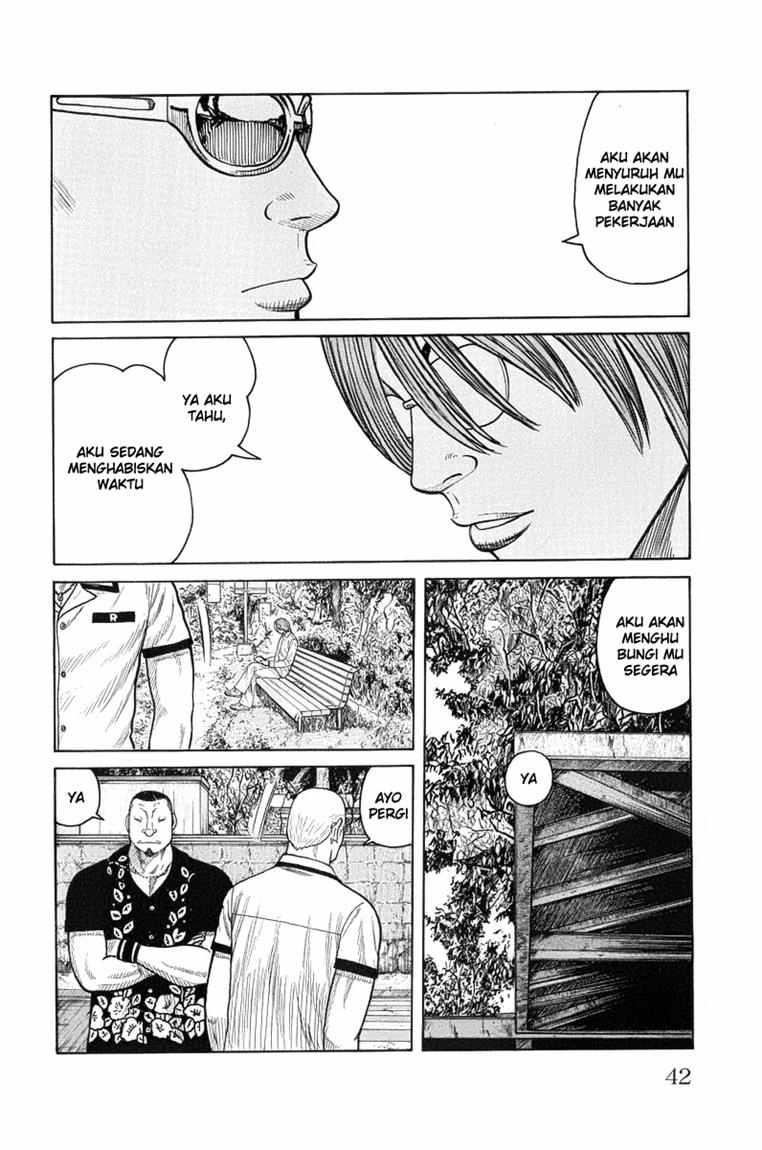 AKU AKAN
MENYURUH MU
MELAKUKAN
BANYAK
PEKERJAAN
YA AKU
TAHU,
AKU SEDANG
MENGHABISKAN
WAKTU
AKU AKAN
MENGHU
BUNGI MU
SEGERA
YA
R
AYO
PERGI
YA
42